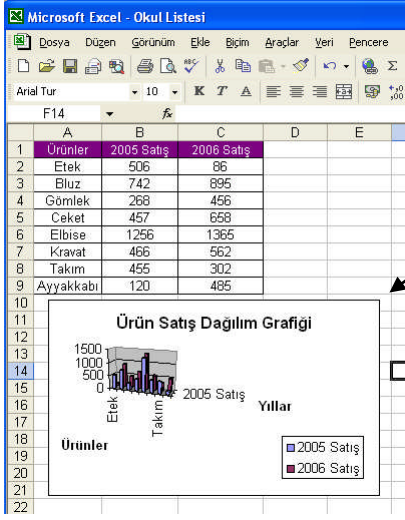 Microsoft Excel - Okul Listesi
Dosya Düzen Görünüm Ekle Biçim Araçlar Veri Pencere
Arial Tur 10 K T A
F14 fx
A B C D E
1 Ürünler 2005 Satış 2006 Satış
2 Etek 506 86
3 Bluz 742 895
4 Gömlek 268 456
5 Ceket 457 658
6 Elbise 1256 1365
7 Kravat 466 562
8 Takım 455 302
9 Ayyakkabı 120 485
10
11
12
13
14
15
16
17
18
19
20
21
22
Ürün Satış Dağılım Grafiği
1500
1000
500
0
2005 Satış
Etek
Takım
Yıllar
Ürünler
2005 Satış
2006 Satış